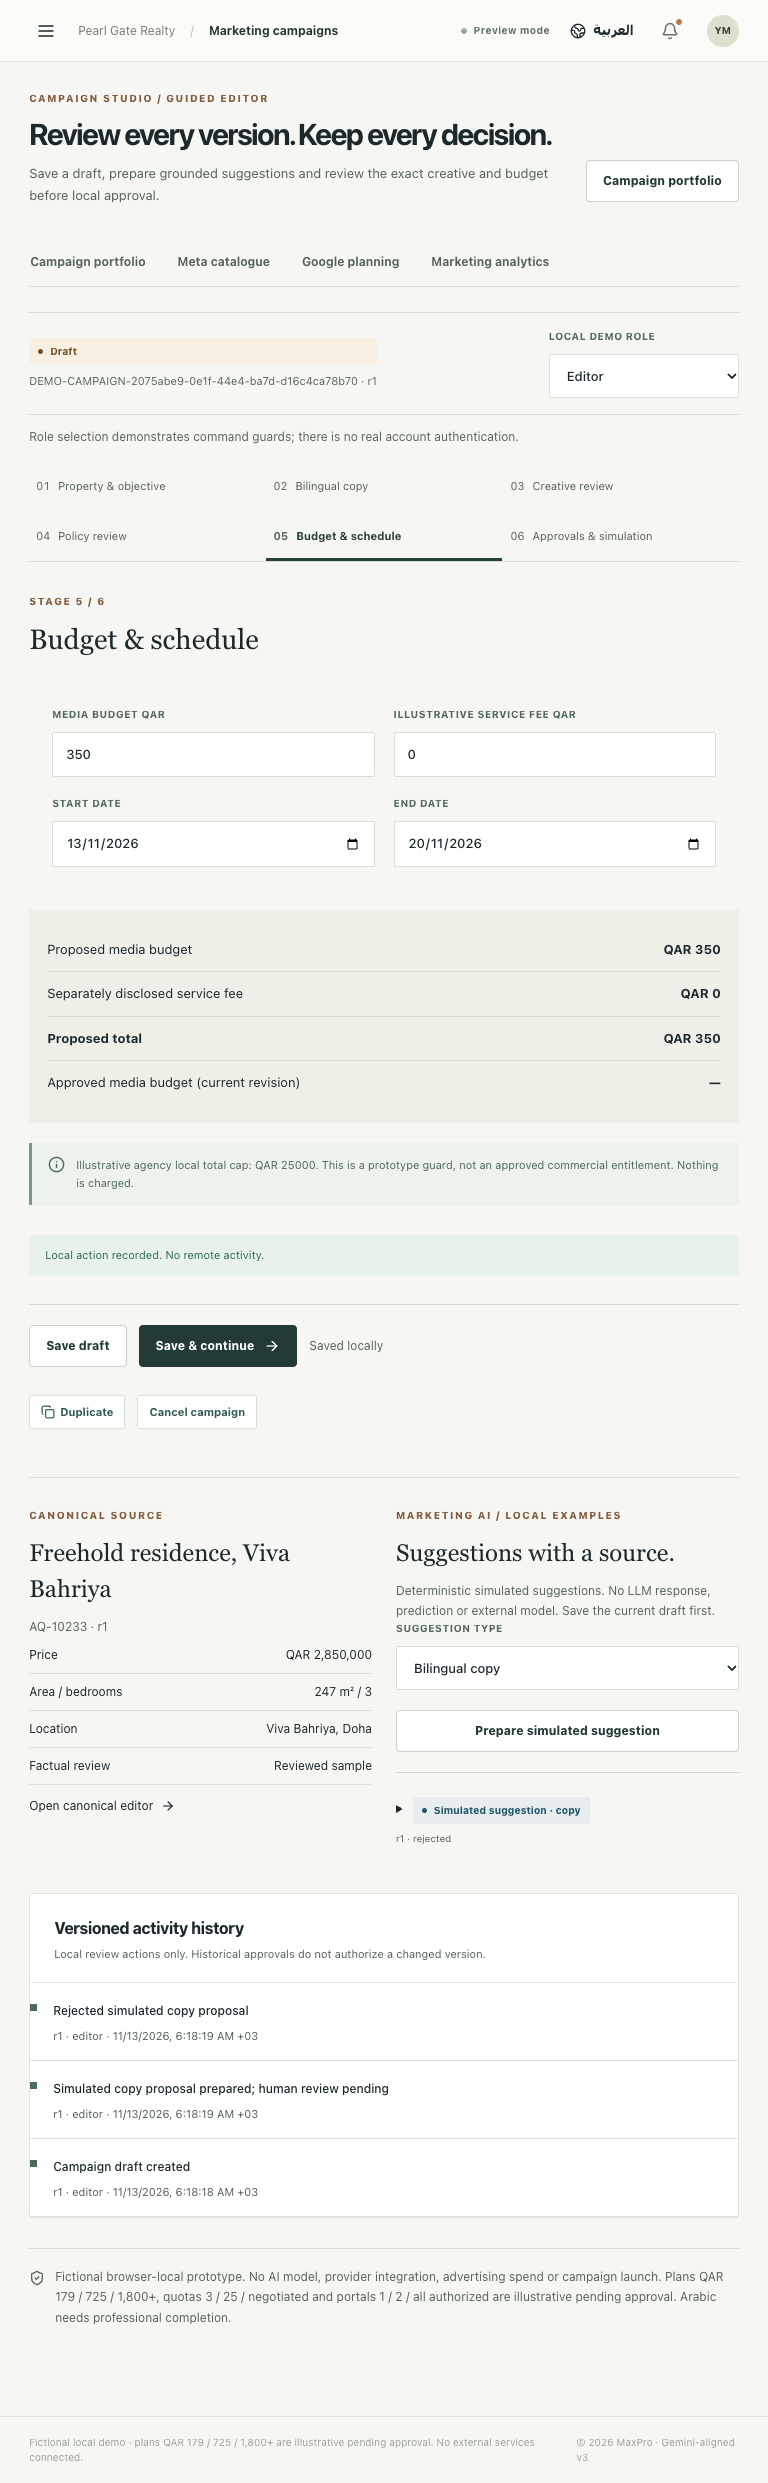 Pearl Gate Realty / Marketing campaigns
Preview mode
العربية
YM
CAMPAIGN STUDIO / GUIDED EDITOR
Review every version. Keep every decision.
Save a draft, prepare grounded suggestions and review the exact creative and budget
before local approval.
Campaign portfolio
Campaign portfolio
Meta catalogue
Google planning
Marketing analytics
Draft
DEMO-CAMPAIGN-2075abe9-0e1f-44e4-ba7d-d16c4ca78b70 · r1
LOCAL DEMO ROLE
Editor
Role selection demonstrates command guards; there is no real account authentication.
01 Property & objective
02 Bilingual copy
03 Creative review
04 Policy review
05 Budget & schedule
06 Approvals & simulation
STAGE 5 / 6
Budget & schedule
MEDIA BUDGET QAR
ILLUSTRATIVE SERVICE FEE QAR
350
0
START DATE
END DATE
13/11/2026
20/11/2026
Proposed media budget QAR 350
Separately disclosed service fee QAR 0
Proposed total QAR 350
Approved media budget (current revision) —
Illustrative agency local total cap: QAR 25000. This is a prototype guard, not an approved commercial entitlement. Nothing
is charged.
Local action recorded. No remote activity.
Save draft
Save & continue
Saved locally
Duplicate
Cancel campaign
CANONICAL SOURCE
Freehold residence, Viva
Bahriya
AQ-10233 · r1
Price QAR 2,850,000
Area / bedrooms 247 m² / 3
Location Viva Bahriya, Doha
Factual review Reviewed sample
Open canonical editor
MARKETING AI / LOCAL EXAMPLES
Suggestions with a source.
Deterministic simulated suggestions. No LLM response,
prediction or external model. Save the current draft first.
SUGGESTION TYPE
Bilingual copy
Prepare simulated suggestion
Simulated suggestion · copy
r1 · rejected
Versioned activity history
Local review actions only. Historical approvals do not authorize a changed version.
Rejected simulated copy proposal
r1 · editor · 11/13/2026, 6:18:19 AM +03
Simulated copy proposal prepared; human review pending
r1 · editor · 11/13/2026, 6:18:19 AM +03
Campaign draft created
r1 · editor · 11/13/2026, 6:18:18 AM +03
Fictional browser-local prototype. No AI model, provider integration, advertising spend or campaign launch. Plans QAR
179 / 725 / 1,800+, quotas 3 / 25 / negotiated and portals 1 / 2 / all authorized are illustrative pending approval. Arabic
needs professional completion.
Fictional local demo · plans QAR 179 / 725 / 1,800+ are illustrative pending approval. No external services
connected.
© 2026 MaxPro · Gemini-aligned
v3